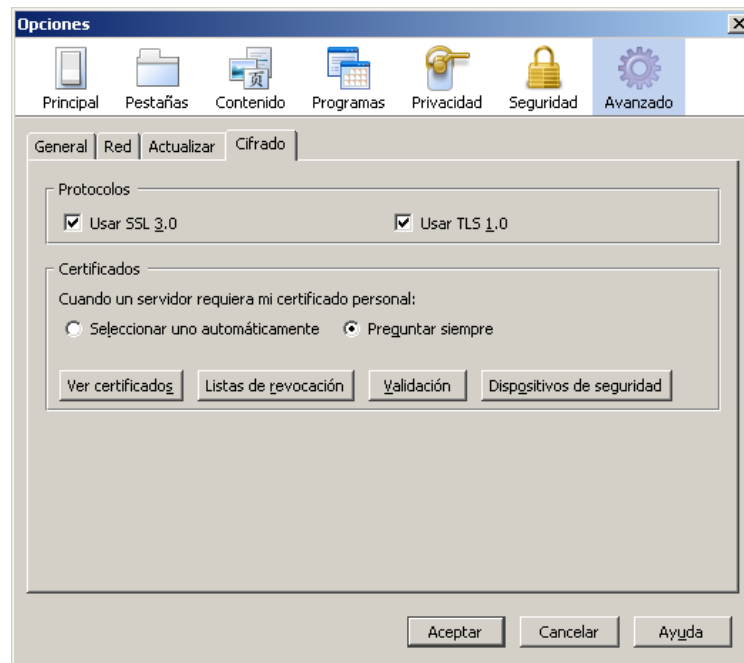 Opciones
Principal Pestañas Contenido Programas Privacidad Seguridad Avanzado
页
General Red Actualizar Cifrado
Protocolos
Usar SSL 3.0 Usar TLS 1.0
Certificados
Cuando un servidor requiera mi certificado personal:
Seleccionar uno automáticamente Preguntar siempre
Ver certificados Listas de revocación Validación Dispositivos de seguridad
Aceptar Cancelar Ayuda